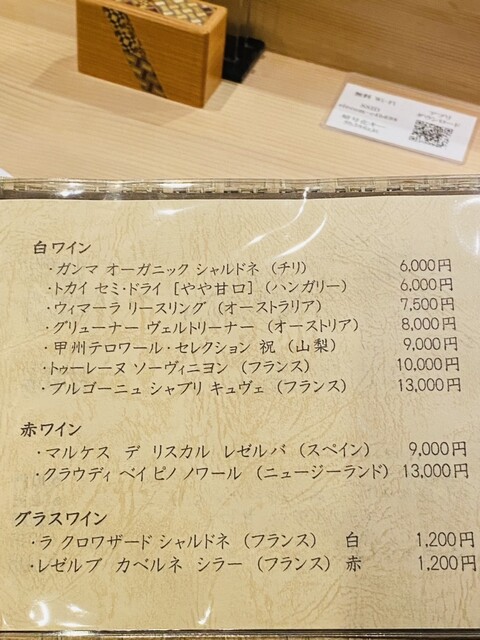 無料 Wi-Fi
白ワイン
・ガンマ オーガニック シャルドネ (チリ) 6,000円
・トカイ セミ・ドライ [やや甘口] (ハンガリー) 6,000円
・ウィマーラ リースリング (オーストラリア) 7,500円
・グリューナー ヴェルトリーナー (オーストリア) 8,000円
・甲州テロワール・セレクション 祝 (山梨) 9,000円
・トゥーレーヌ ソーヴィニヨン (フランス) 10,000円
・ブルゴーニュ シャブリ キュヴェ (フランス) 13,000円
赤ワイン
・マルケス デ リスカル レゼルバ (スペイン) 9,000円
・クラウディ ベイ ピノ ノワール (ニュージーランド) 13,000円
グラスワイン
・ラ クロワザード シャルドネ (フランス) 白 1,200円
・レゼルブ カベルネ シラー (フランス) 赤 1,200円